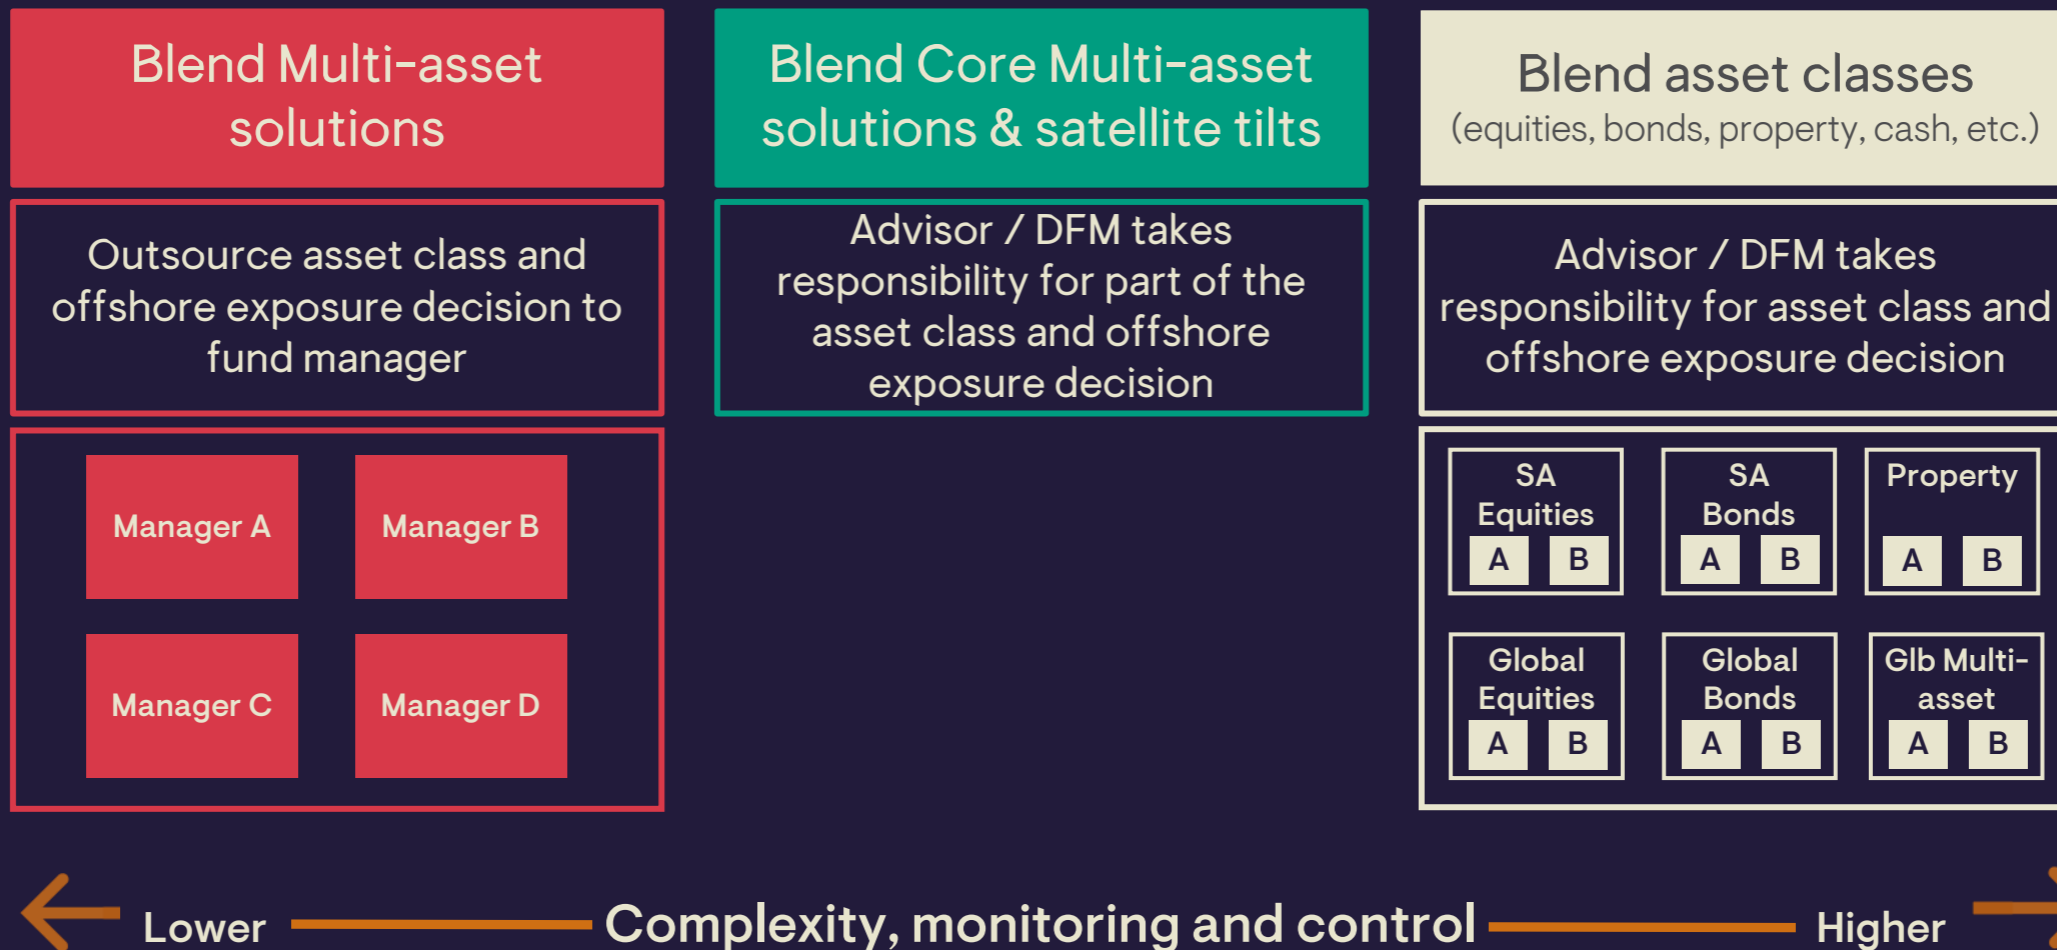 Blend Multi-asset
solutions
Blend Core Multi-asset
solutions & satellite tilts
Blend asset classes
(equities, bonds, property, cash, etc.)
Outsource asset class and
offshore exposure decision to
fund manager
Advisor / DFM takes
responsibility for part of the
asset class and offshore
exposure decision
Advisor / DFM takes
responsibility for asset class and
offshore exposure decision
Manager A
Manager B
Manager C
Manager D
SA
Equities
A B
SA
Bonds
A B
Property
A B
Global
Equities
A B
Global
Bonds
A B
Glb Multi-
asset
A B
Lower
Complexity, monitoring and control
Higher